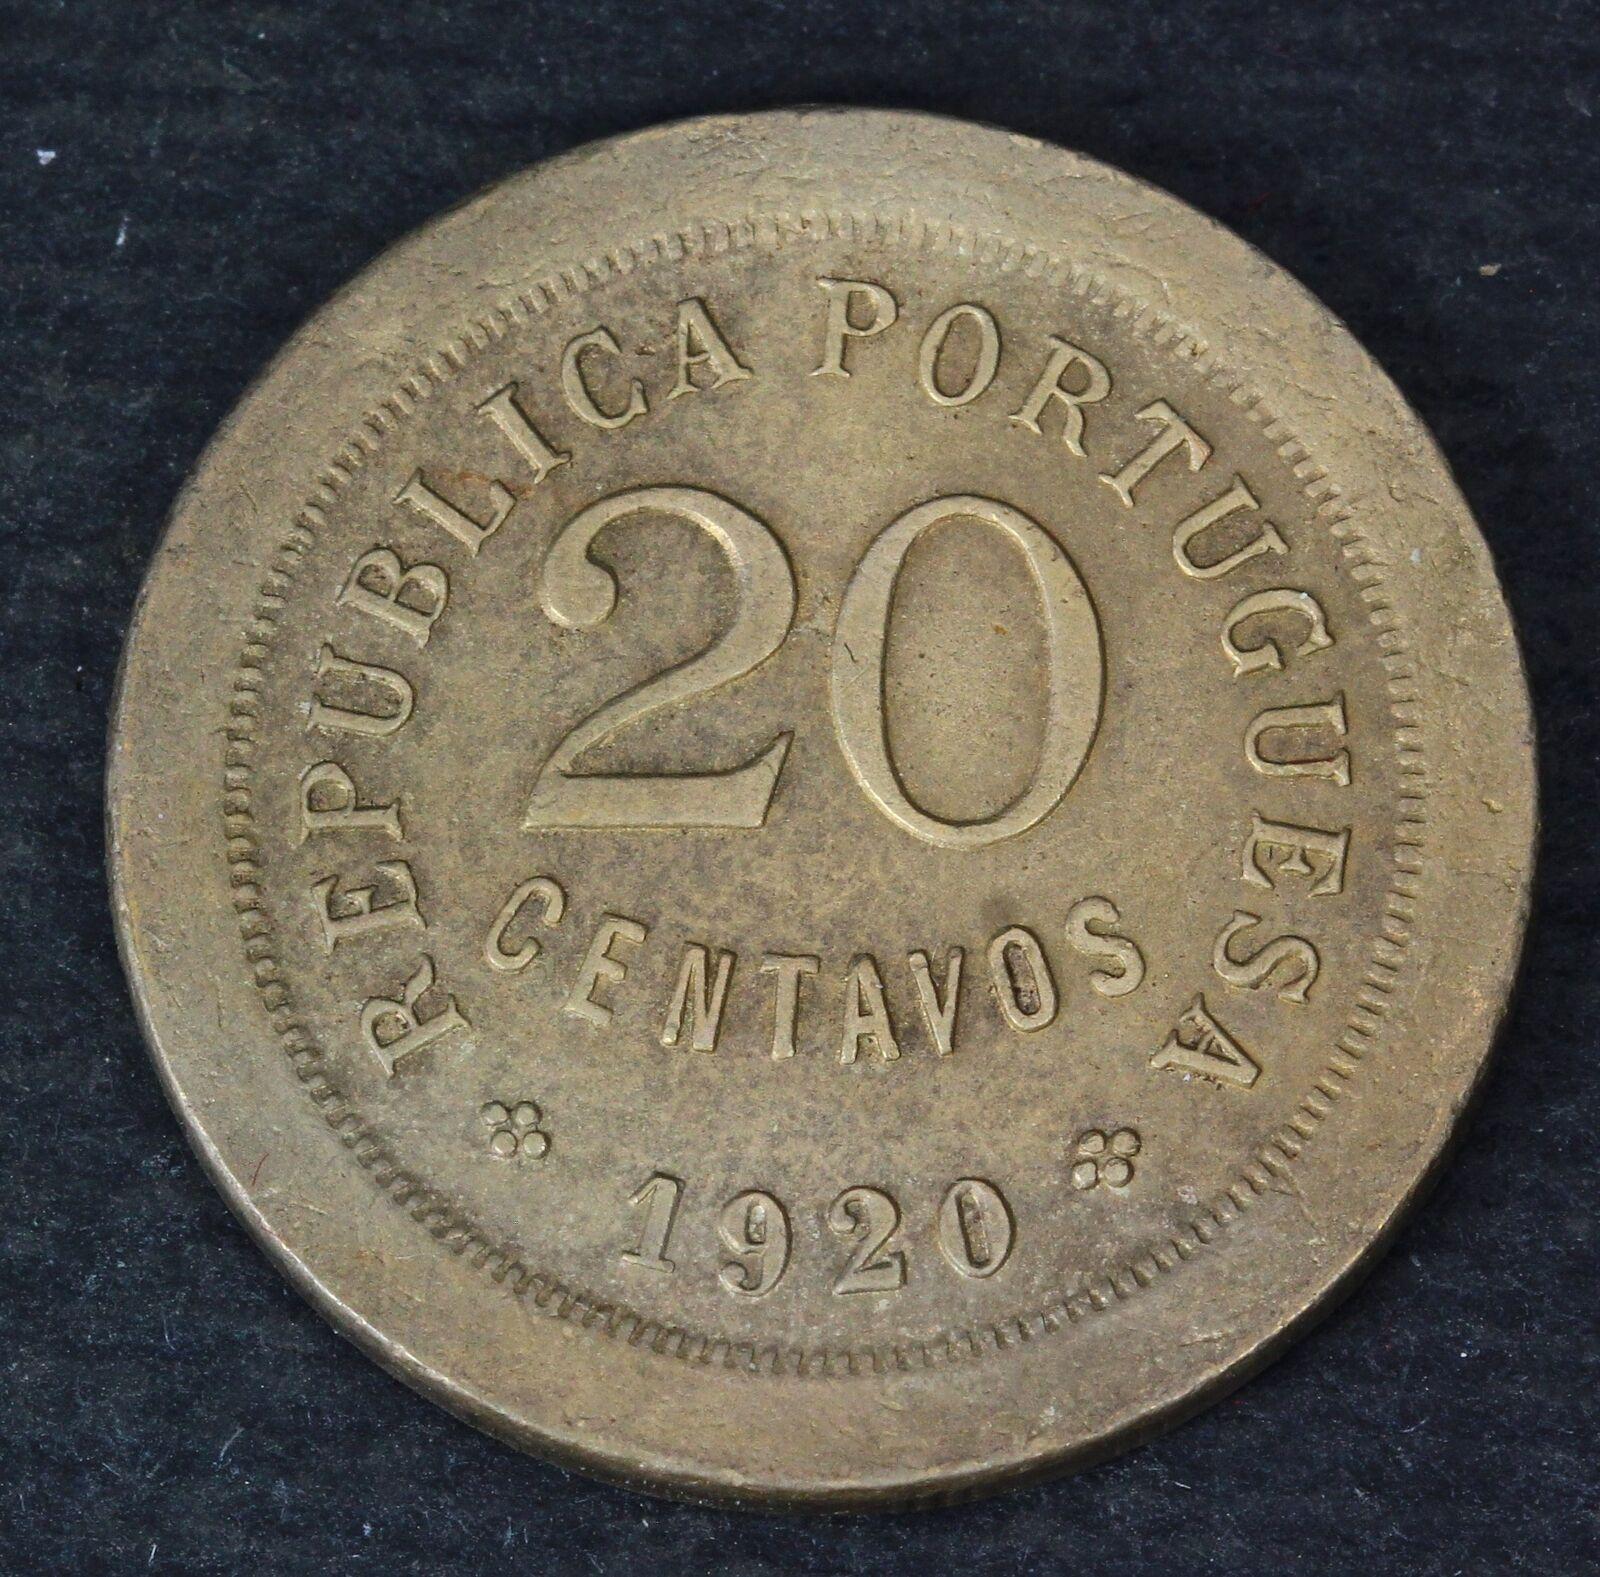 REPUBLICA PORTUGUESA
20
CENTAVOS
1920